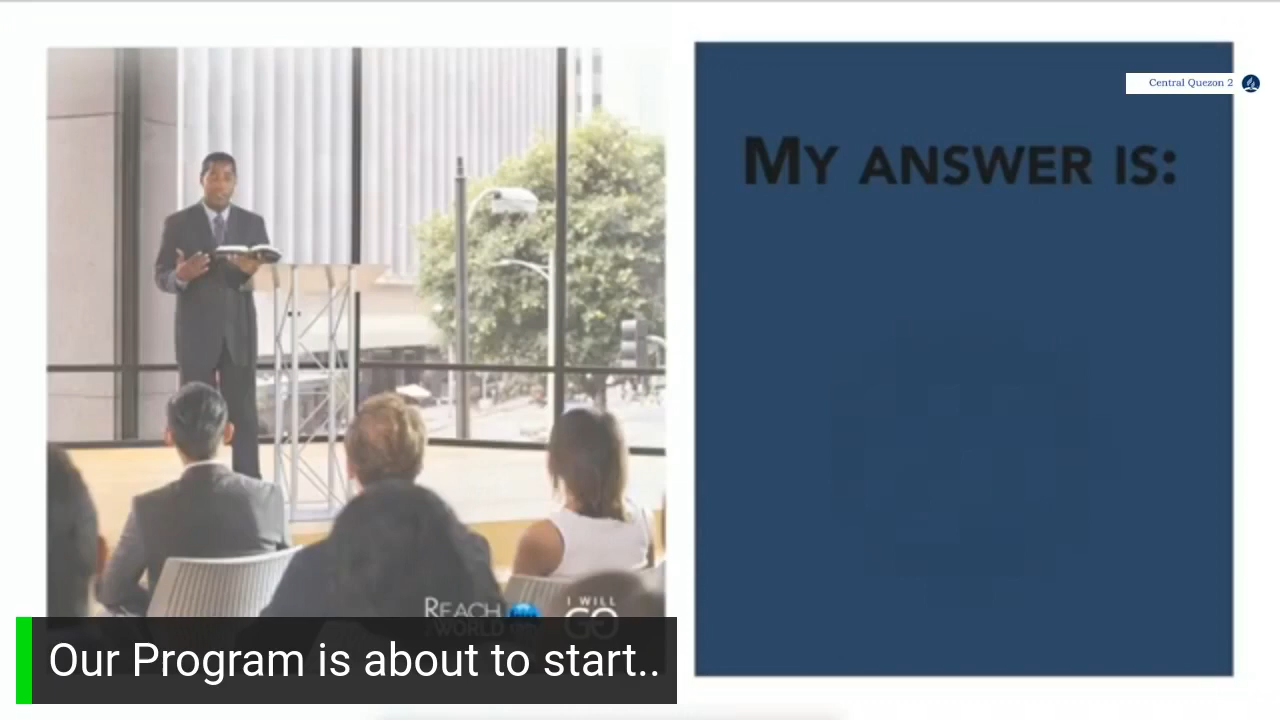 Central Quezon 2
MY ANSWER IS:
REACH
THE WORLD
I WILL
GO
Our Program is about to start..